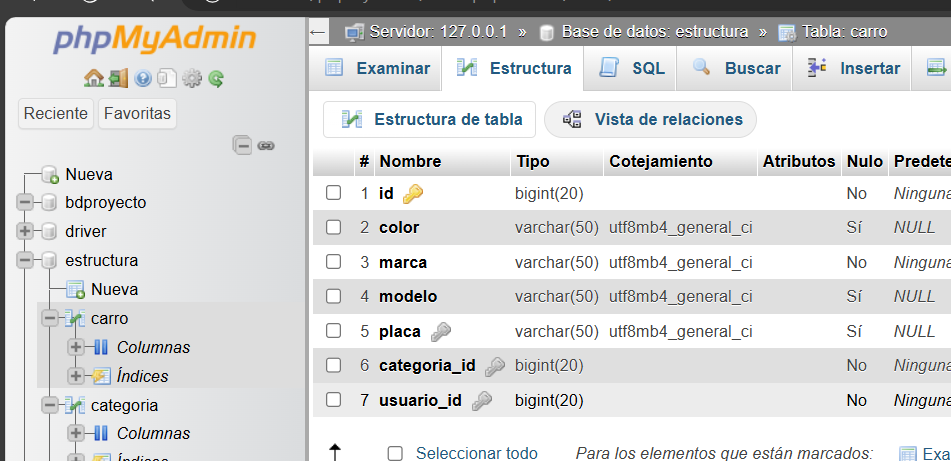 phpMyAdmin
Reciente Favoritas
Nueva
bdproyecto
driver
estructura
Nueva
carro
Columnas
Índices
categoria
Columnas
Índices
Servidor: 127.0.0.1 » Base de datos: estructura » Tabla: carro
Examinar Estructura SQL Buscar Insertar
Estructura de tabla Vista de relaciones
# Nombre Tipo Cotejamiento Atributos Nulo Predete
1 id bigint(20) No Ninguna
2 color varchar(50) utf8mb4_general_ci Sí NULL
3 marca varchar(50) utf8mb4_general_ci No Ninguna
4 modelo varchar(50) utf8mb4_general_ci Sí NULL
5 placa varchar(50) utf8mb4_general_ci Sí NULL
6 categoria_id bigint(20) No Ninguna
7 usuario_id bigint(20) No Ninguna
Seleccionar todo Para los elementos que están marcados: Exa